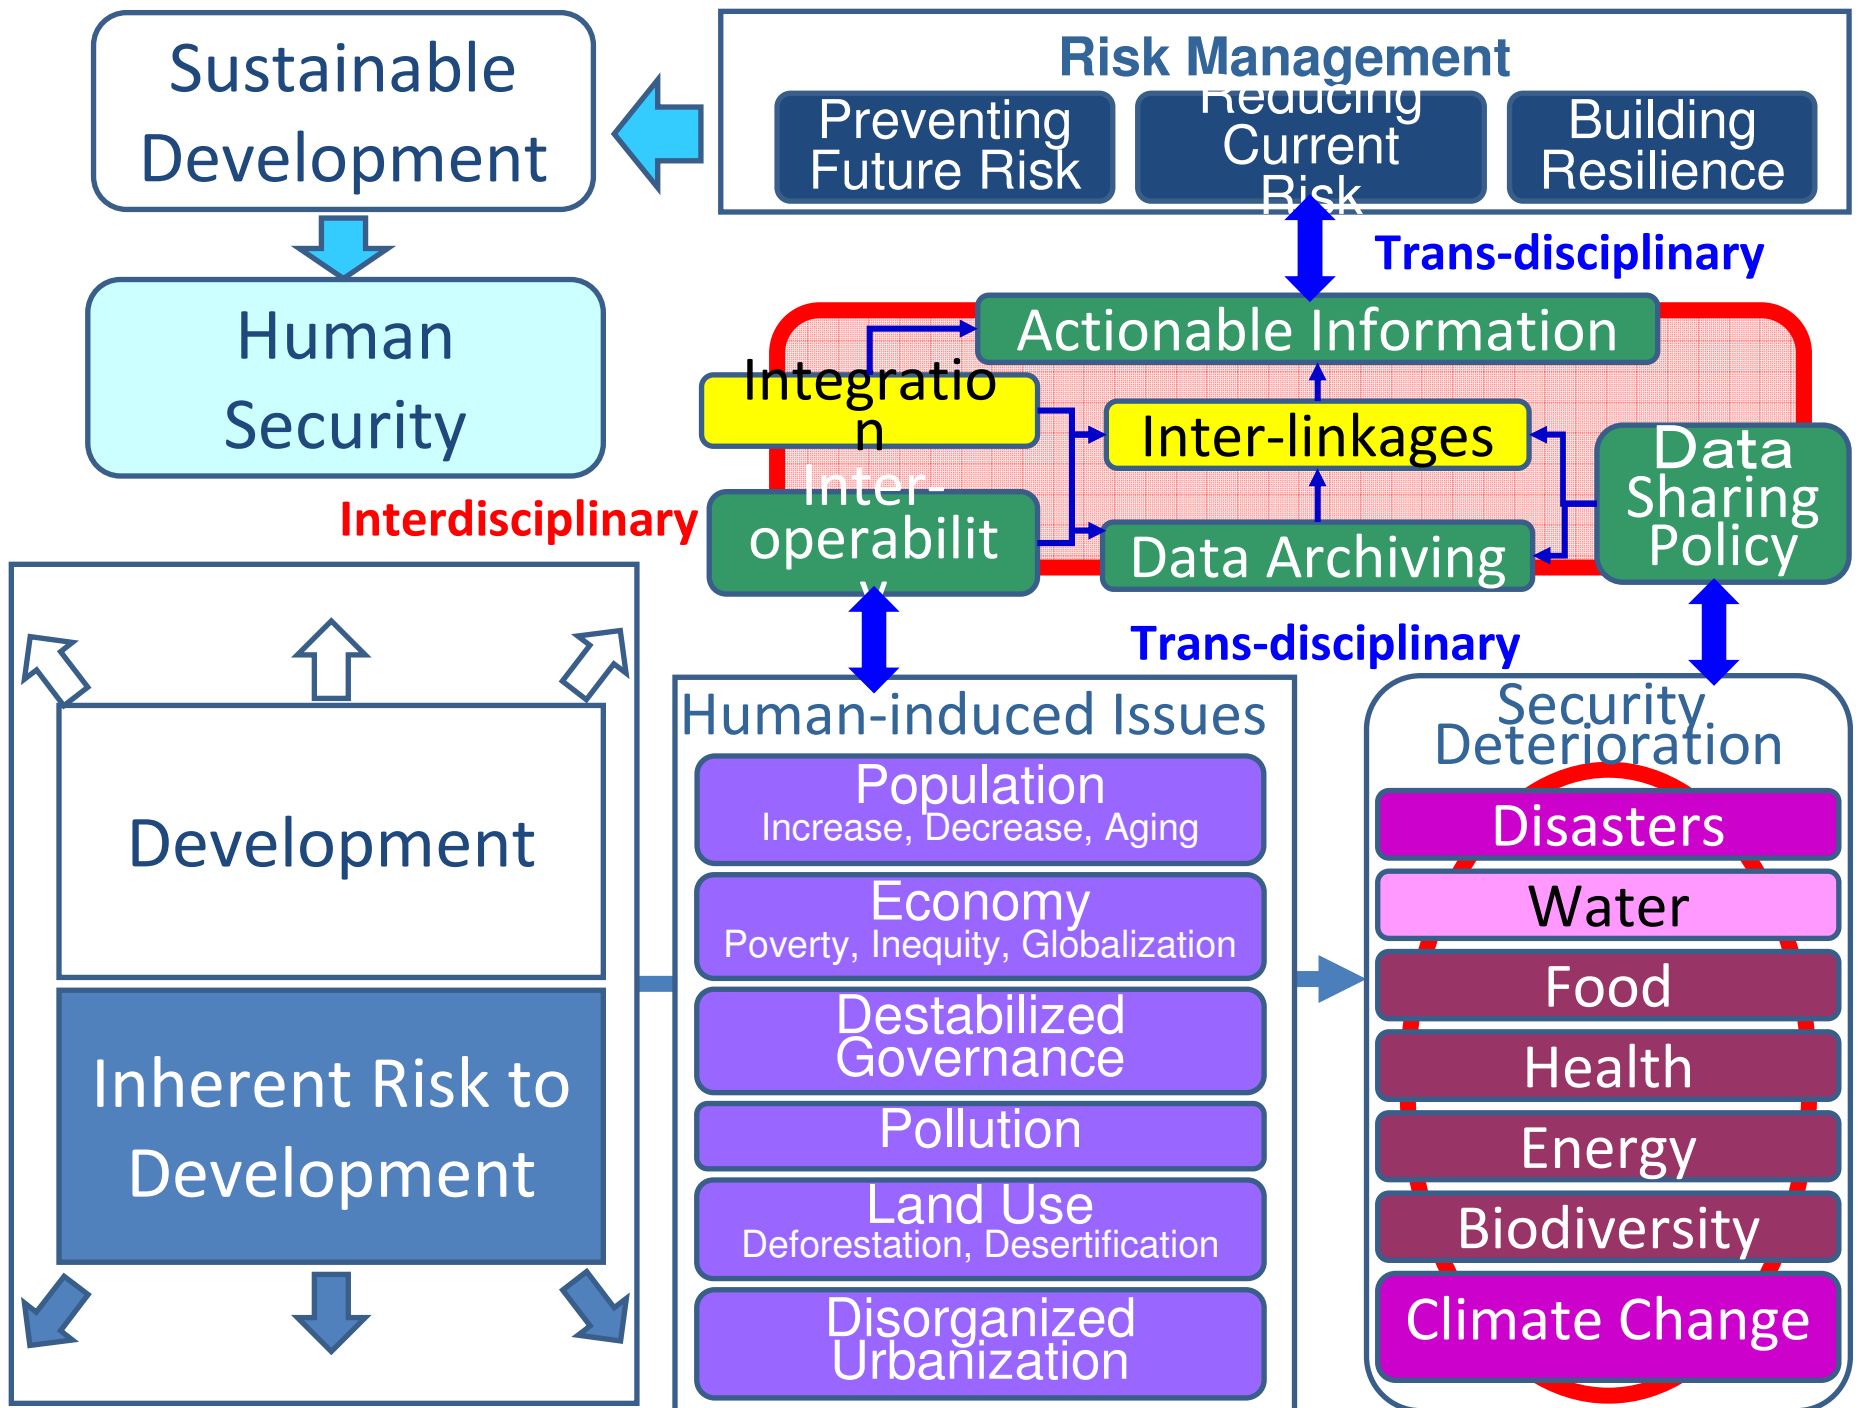 Sustainable
Development
Risk Management
Preventing
Future Risk
Reducing
Current
Risk
Building
Resilience
Trans-disciplinary
Human
Security
Actionable Information
Integratio
n
Inter-linkages
Data
Sharing
Policy
Inter-
operabilit
y
Data Archiving
Interdisciplinary
Trans-disciplinary
Development
Inherent Risk to
Development
Human-induced Issues
Population
Increase, Decrease, Aging
Economy
Poverty, Inequity, Globalization
Destabilized
Governance
Pollution
Land Use
Deforestation, Desertification
Disorganized
Urbanization
Security
Deterioration
Disasters
Water
Food
Health
Energy
Biodiversity
Climate Change